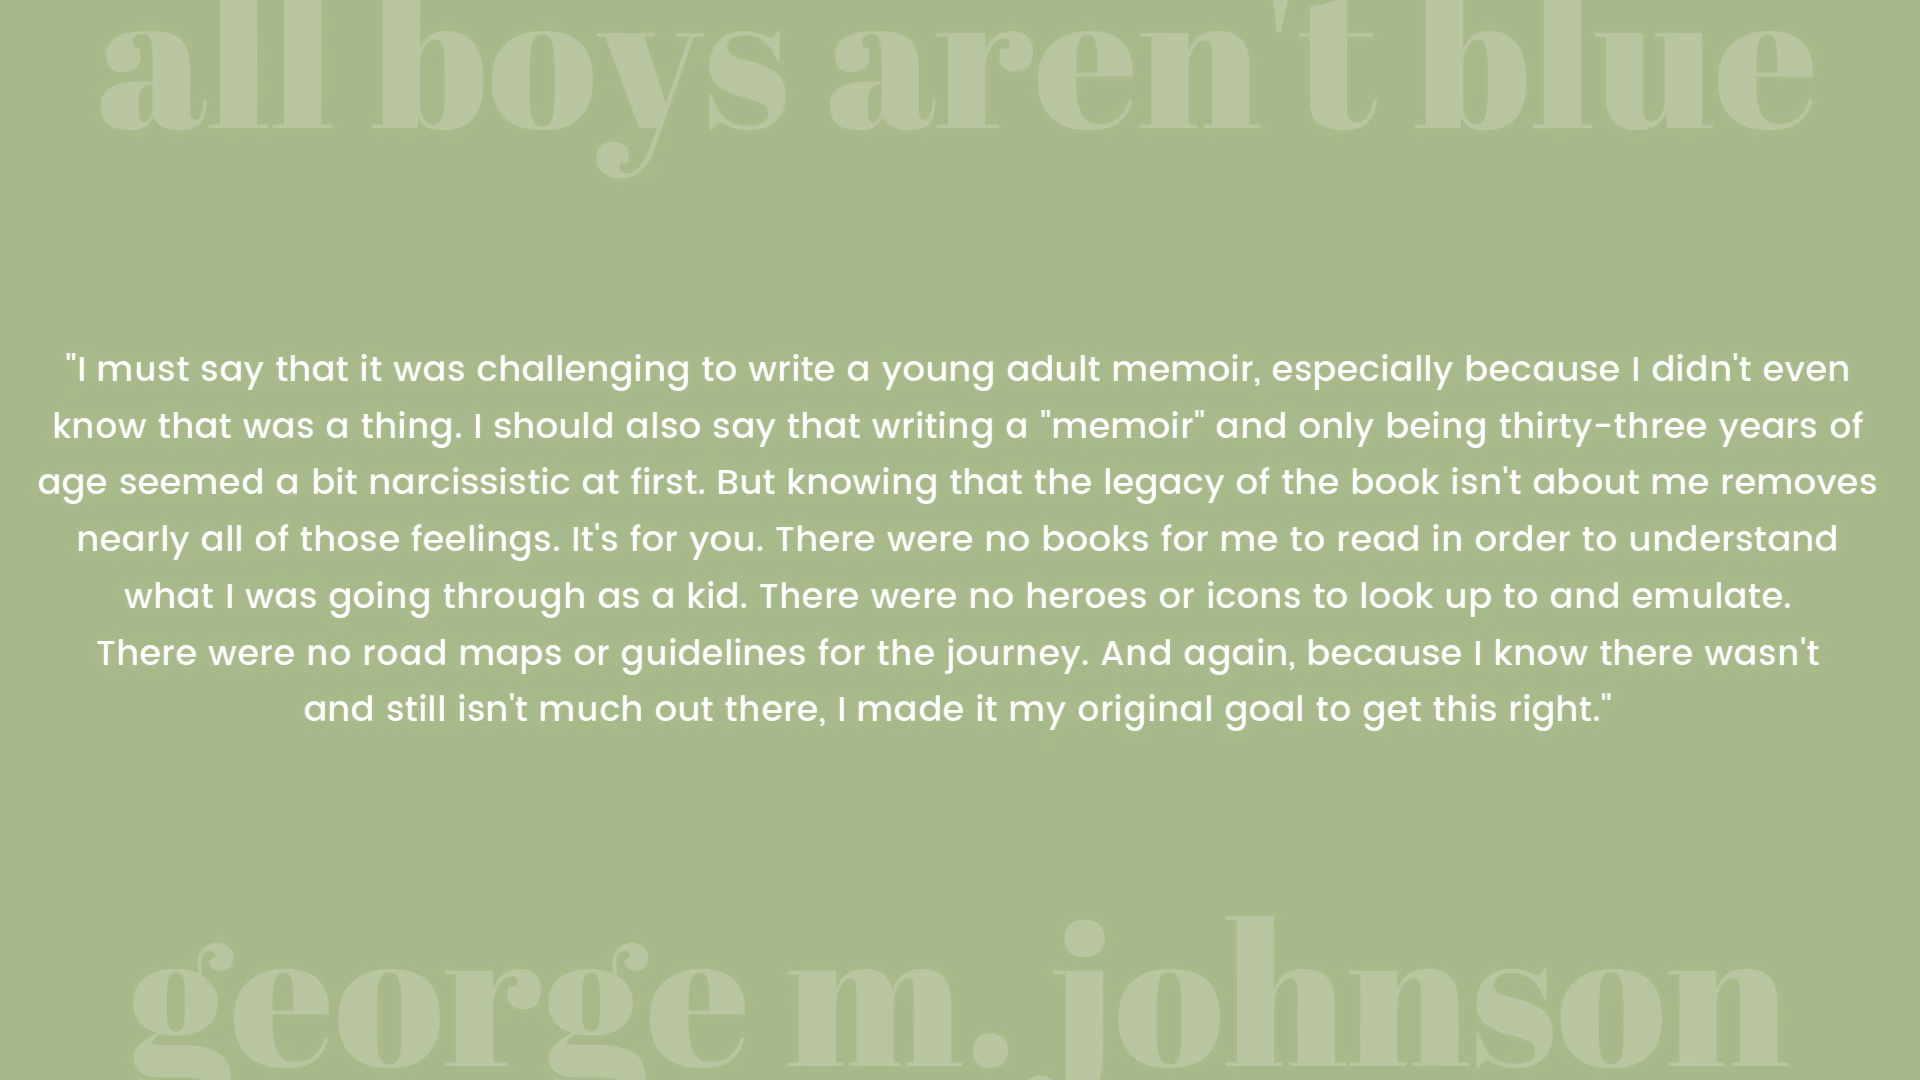 all boys aren't blue
"I must say that it was challenging to write a young adult memoir, especially because I didn't even
know that was a thing. I should also say that writing a "memoir" and only being thirty-three years of
age seemed a bit narcissistic at first. But knowing that the legacy of the book isn't about me removes
nearly all of those feelings. It's for you. There were no books for me to read in order to understand
what I was going through as a kid. There were no heroes or icons to look up to and emulate.
There were no road maps or guidelines for the journey. And again, because I know there wasn't
and still isn't much out there, I made it my original goal to get this right."
george m. johnson